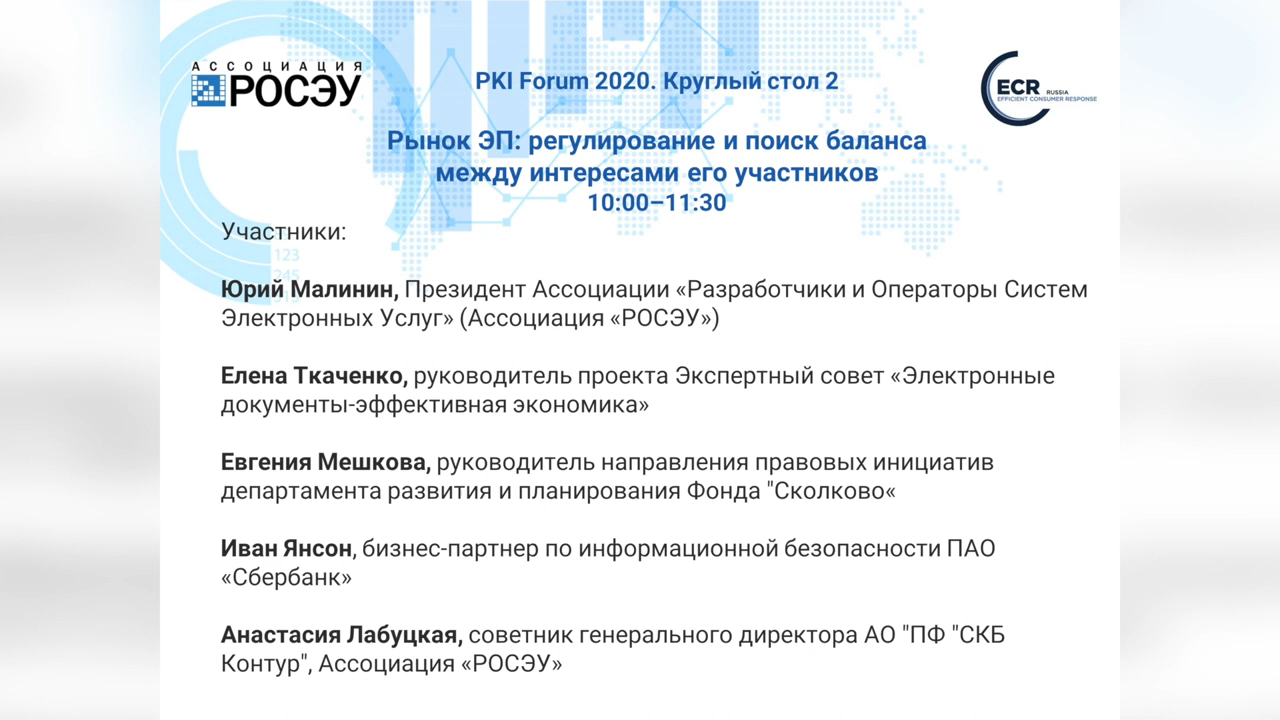 АССОЦИАЦИЯ
РОСЭУ
PKI Forum 2020. Круглый стол 2
ECR RUSSIA
EFFICIENT CONSUMER RESPONSE
Рынок ЭП: регулирование и поиск баланса
между интересами его участников
10:00–11:30
Участники:
123
245
Юрий Малинин, Президент Ассоциации «Разработчики и Операторы Систем
Электронных Услуг» (Ассоциация «РОСЭУ»)
Елена Ткаченко, руководитель проекта Экспертный совет «Электронные
документы-эффективная экономика»
Евгения Мешкова, руководитель направления правовых инициатив
департамента развития и планирования Фонда "Сколково«
Иван Янсон, бизнес-партнер по информационной безопасности ПАО
«Сбербанк»
Анастасия Лабуцкая, советник генерального директора АО "ПФ "СКБ
Контур", Ассоциация «РОСЭУ»